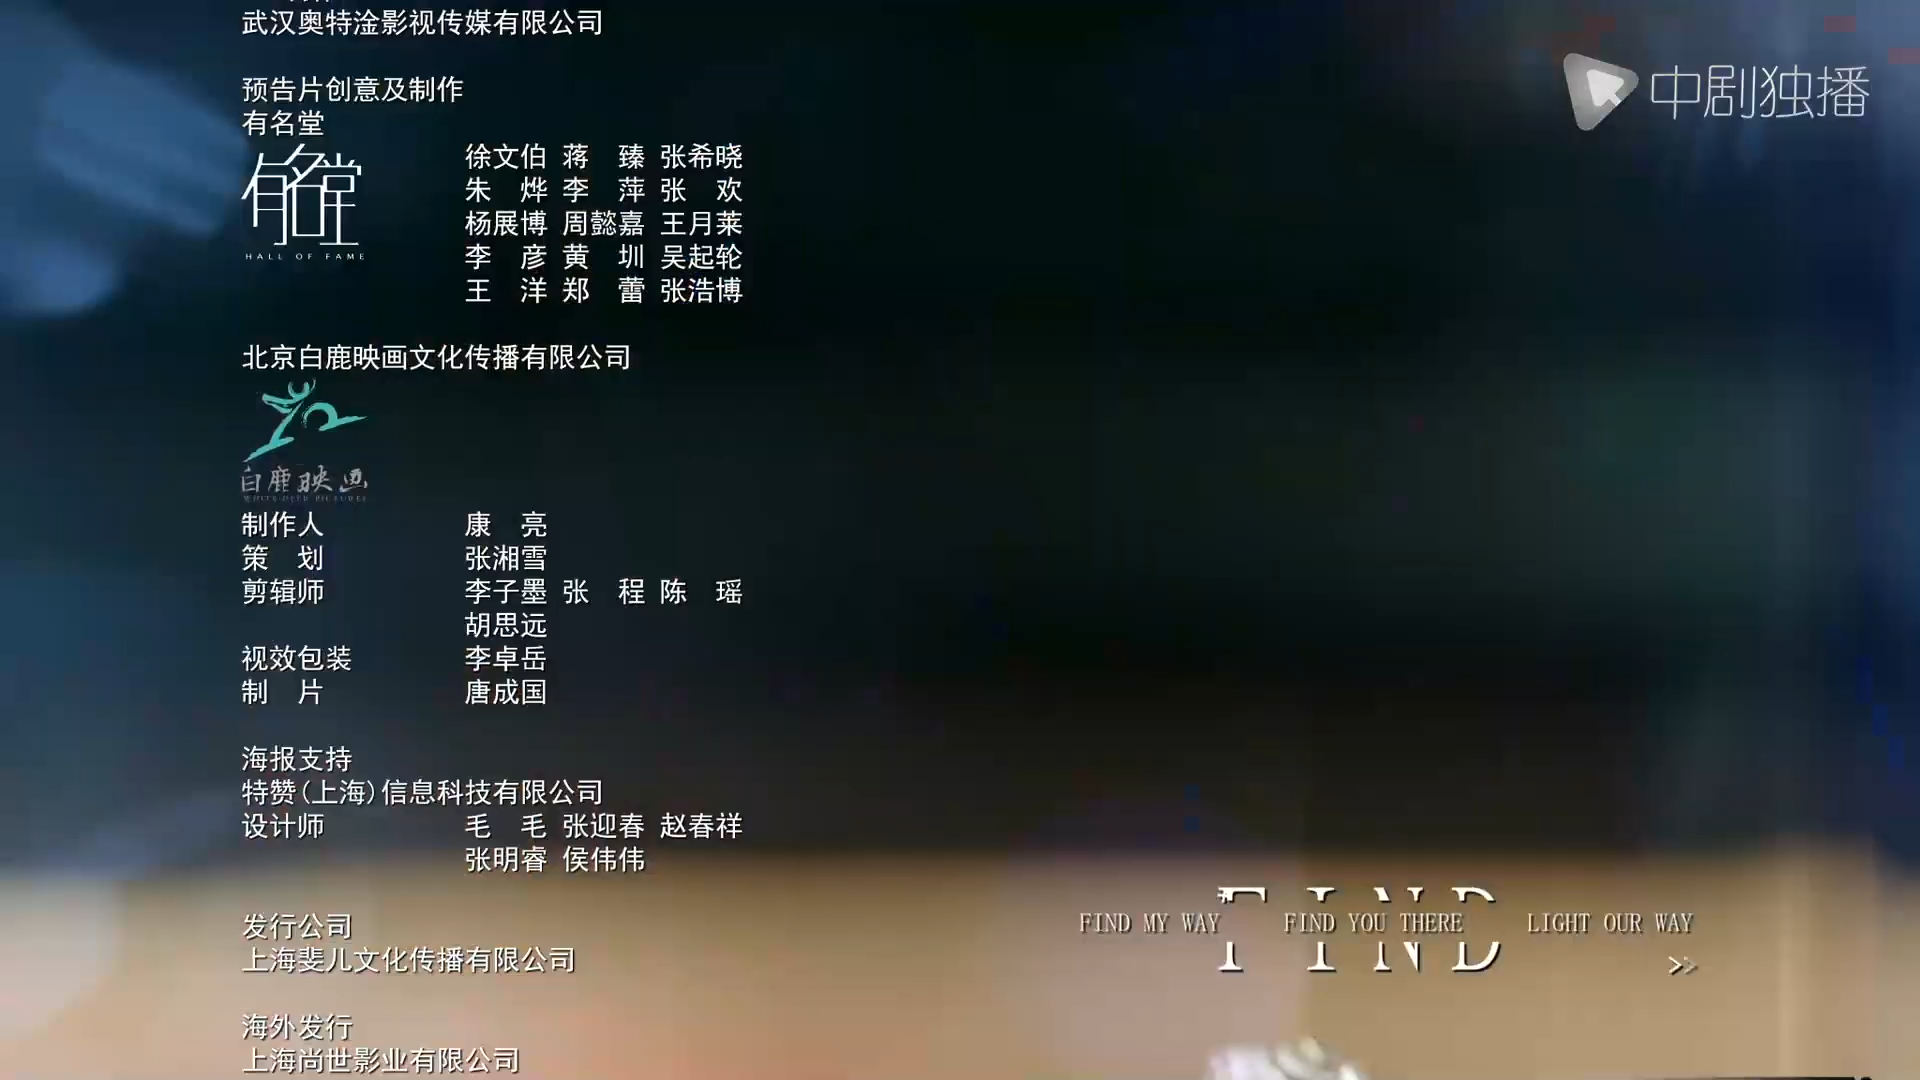 武汉奥特淦影视传媒有限公司
中剧独播
预告片创意及制作
有名堂
有名堂
HALL OF FAME
徐文伯 蒋　臻 张希晓
朱　烨 李　萍 张　欢
杨展博 周懿嘉 王月莱
李　彦 黄　圳 吴起轮
王　洋 郑　蕾 张浩博
北京白鹿映画文化传播有限公司
白鹿映画
WHITE DEER PICTURES
制作人 康　亮
策　划 张湘雪
剪辑师 李子墨 张　程 陈　瑶
胡思远
视效包装 李卓岳
制　片 唐成国
海报支持
特赞(上海)信息科技有限公司
设计师 毛　毛 张迎春 赵春祥
张明睿 侯伟伟
发行公司
上海斐儿文化传播有限公司
海外发行
上海尚世影业有限公司
FIND
FIND MY WAY FIND YOU THERE LIGHT OUR WAY
>>